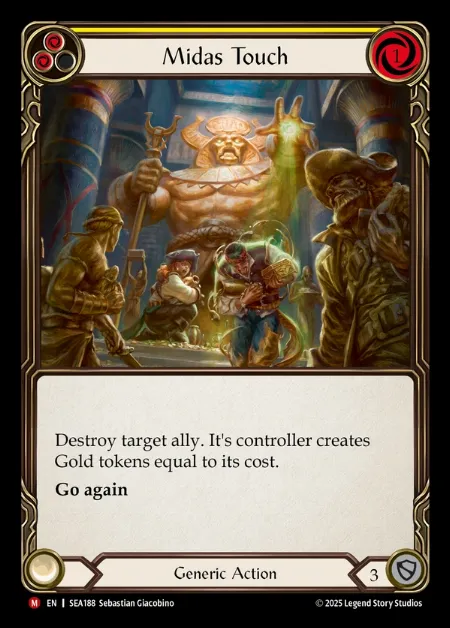 Midas Touch
1
Destroy target ally. It's controller creates
Gold tokens equal to its cost.
Go again
Generic Action
3
M EN | SEA188 Sebastian Giacobino
© 2025 Legend Story Studios